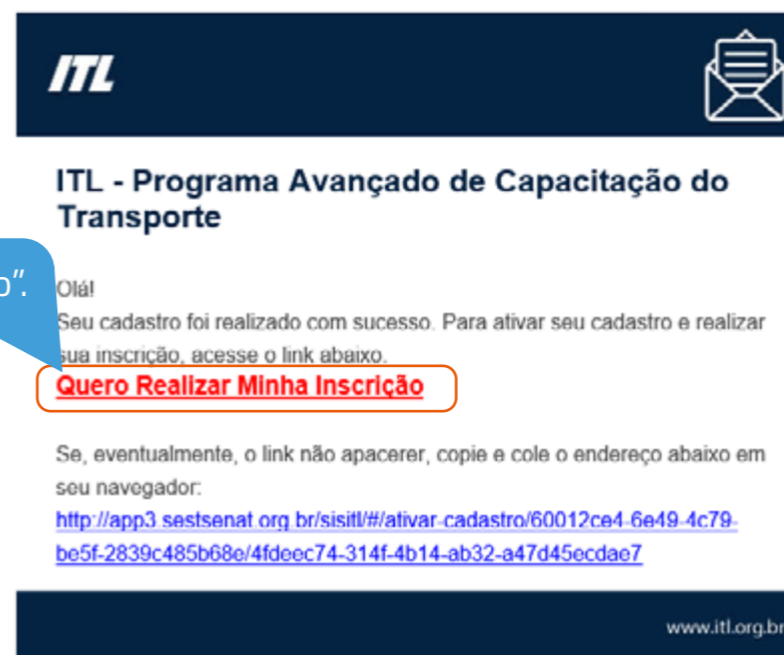 ITL
ITL - Programa Avançado de Capacitação do
Transporte
o”.
Olá!
Seu cadastro foi realizado com sucesso. Para ativar seu cadastro e realizar
sua inscrição, acesse o link abaixo.
Quero Realizar Minha Inscrição
Se, eventualmente, o link não apacerer, copie e cole o endereço abaixo em
seu navegador:
http://app3.sestsenat.org.br/sisitl/#/ativar-cadastro/60012ce4-6e49-4c79-
be5f-2839c485b68e/4fdeec74-314f-4b14-ab32-a47d45ecdae7
www.itl.org.br